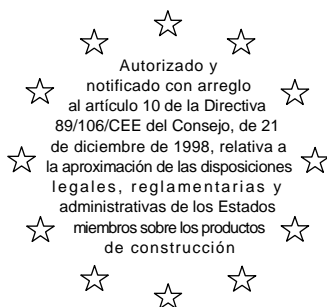 Autorizado y
notificado con arreglo
al artículo 10 de la Directiva
89/106/CEE del Consejo, de 21
de diciembre de 1998, relativa a
la aproximación de las disposiciones
legales, reglamentarias y
administrativas de los Estados
miembros sobre los productos
de construcción